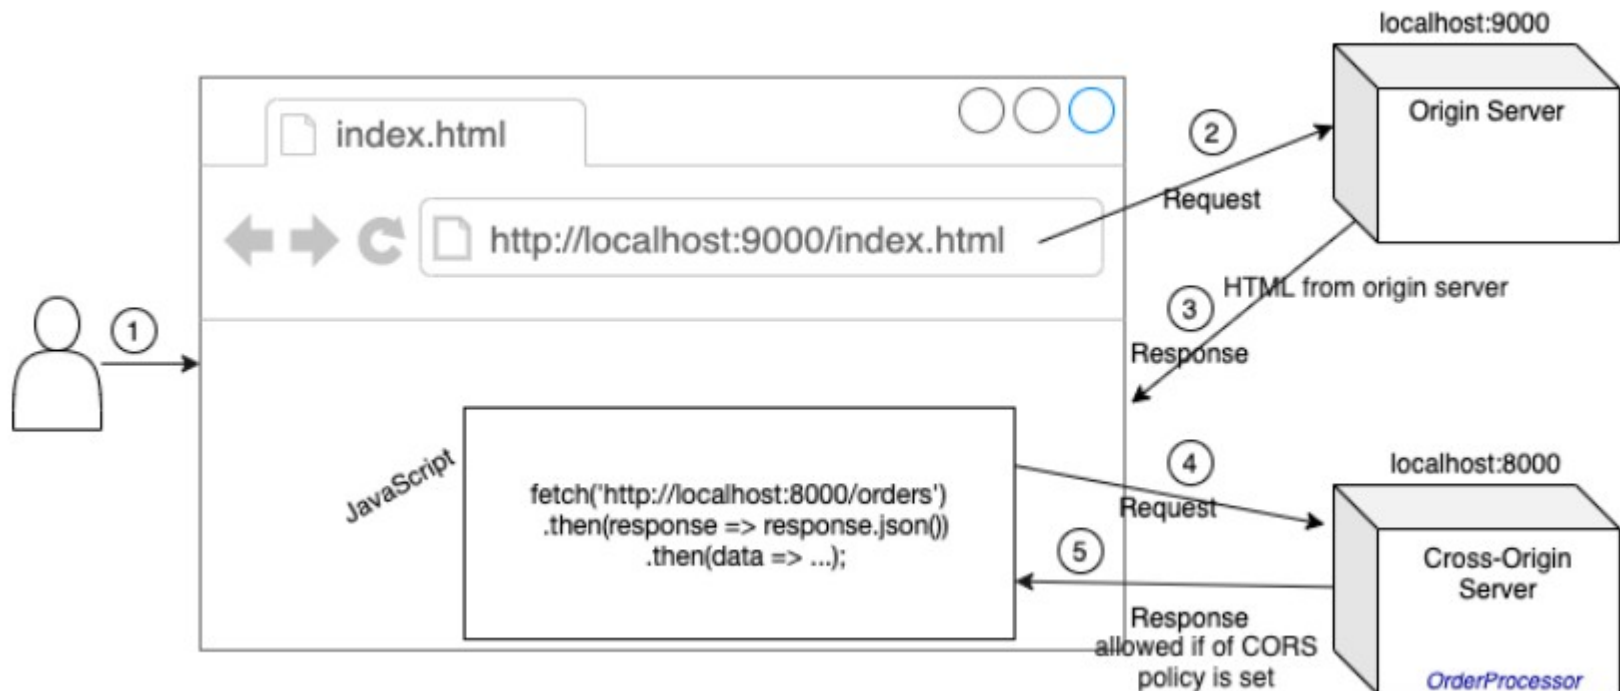 localhost:9000
Origin Server
index.html
2
Request
http://localhost:9000/index.html
HTML from origin server
3
Response
1
JavaScript
fetch('http://localhost:8000/orders')
.then(response => response.json())
.then(data => ...);
4
Request
localhost:8000
5
Cross-Origin
Server
Response
allowed if of CORS
policy is set
OrderProcessor